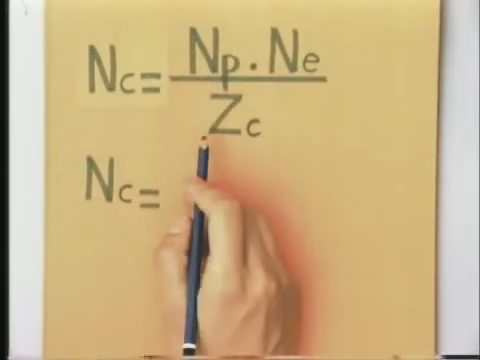 Nc = Np . Ne
Zc
Nc =